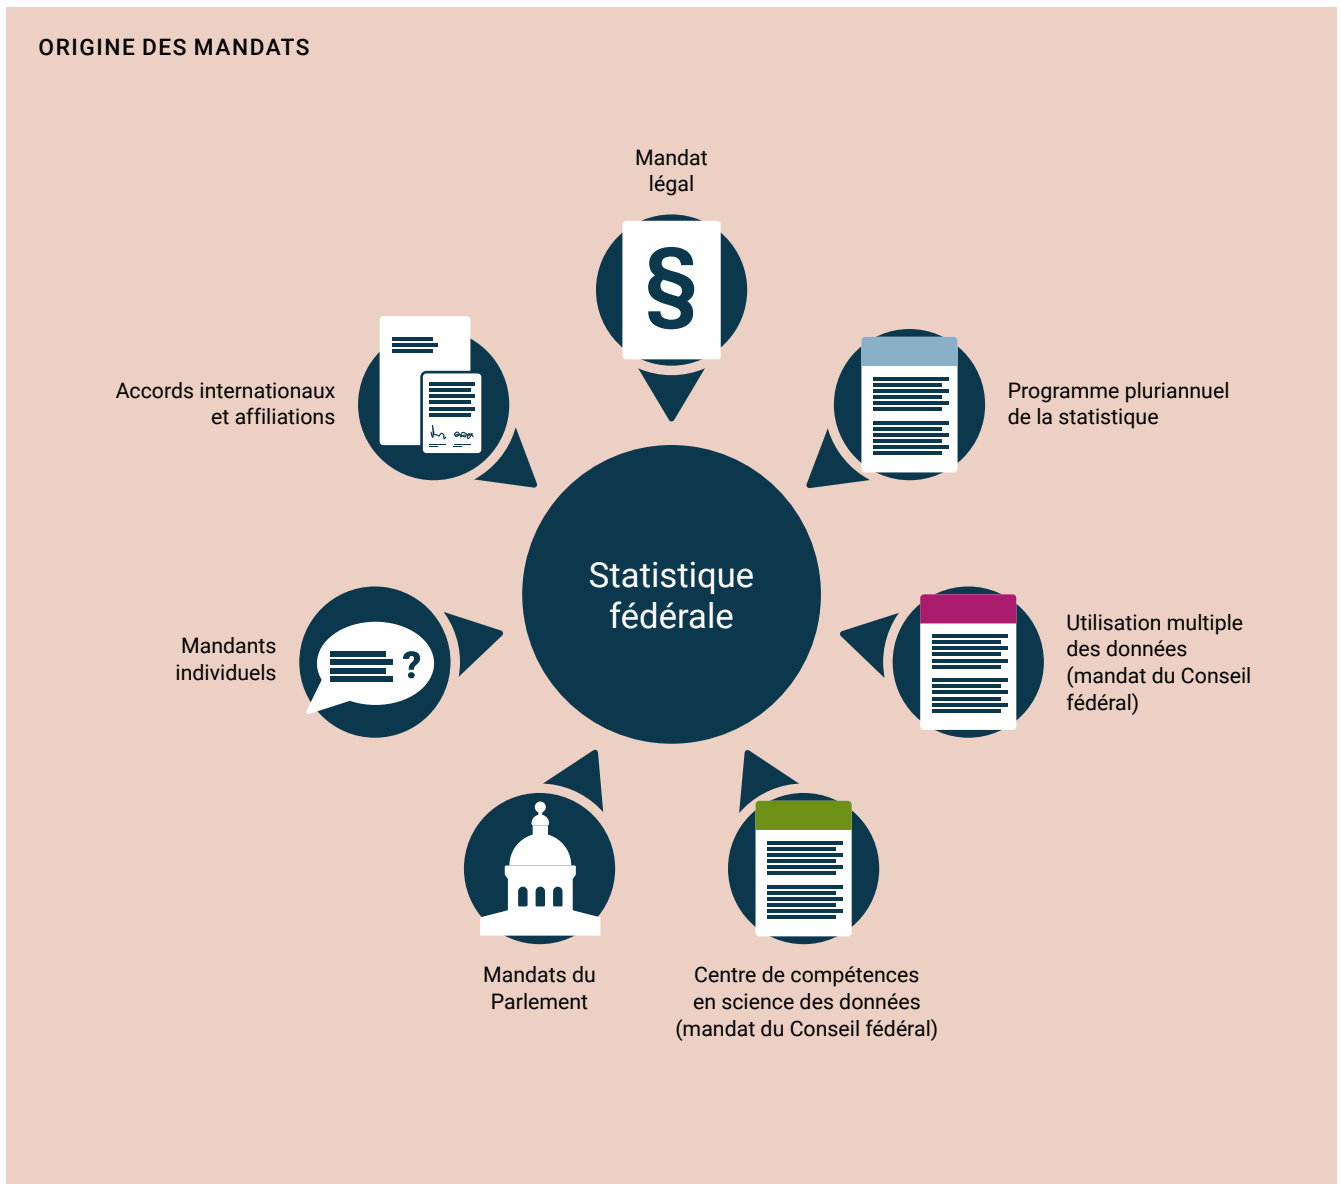 ORIGINE DES MANDATS
Mandat
légal
§
Accords internationaux
et affiliations
Programme pluriannuel
de la statistique
Statistique
fédérale
Mandants
individuels
?
Utilisation multiple
des données
(mandat du Conseil
fédéral)
Mandats du
Parlement
Centre de compétences
en science des données
(mandat du Conseil fédéral)